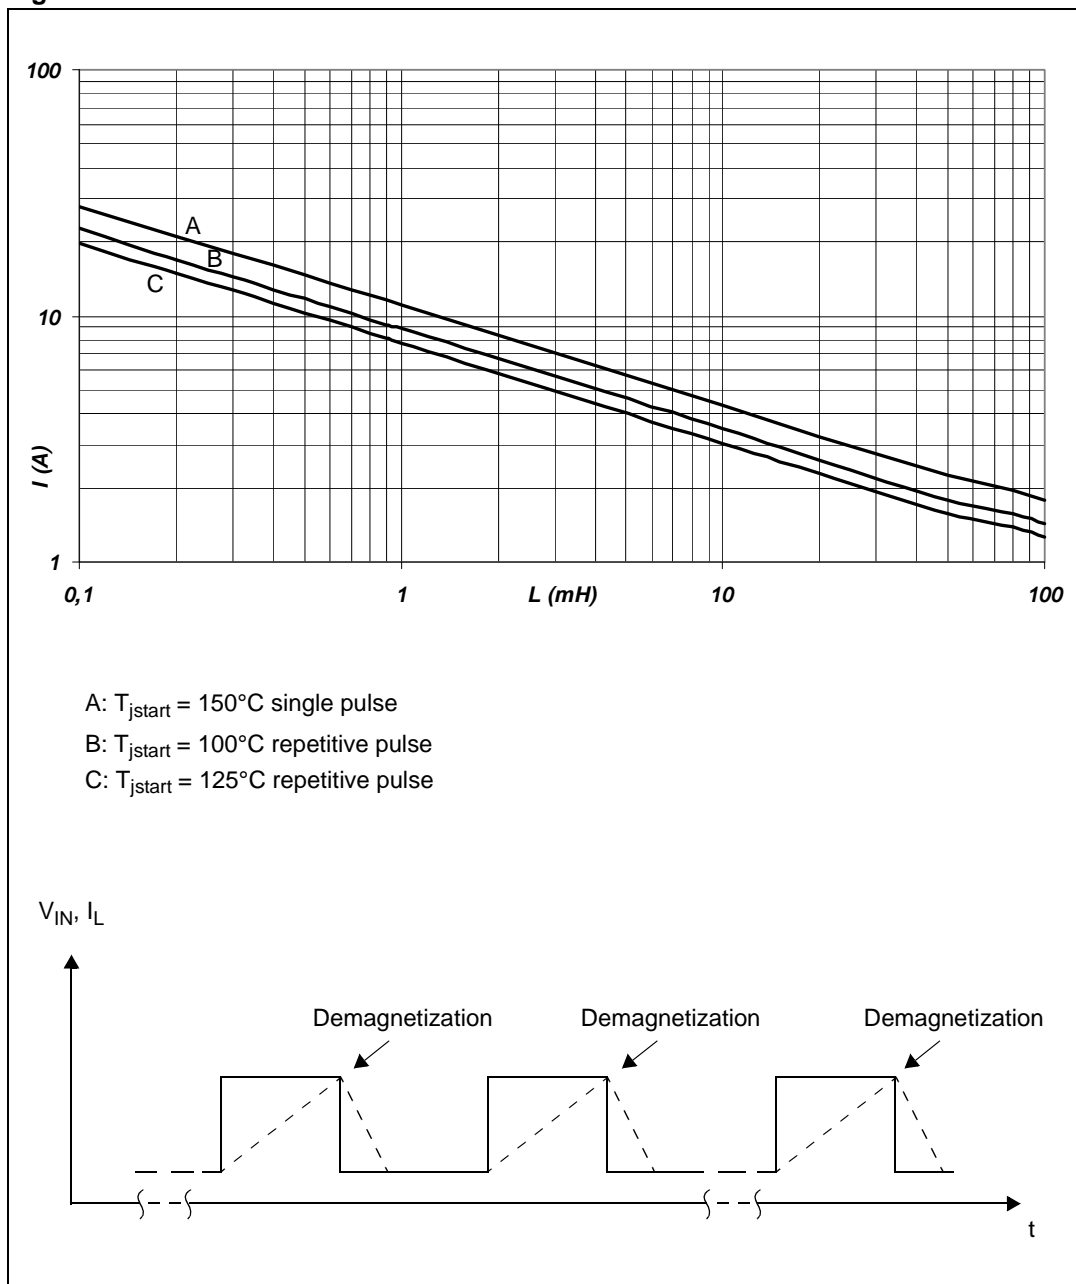 100
A
B
C
10
I (A)
1
0,1 1 L (mH) 10 100
A: Tjstart = 150°C single pulse
B: Tjstart = 100°C repetitive pulse
C: Tjstart = 125°C repetitive pulse
VIN, IL
Demagnetization Demagnetization Demagnetization
t